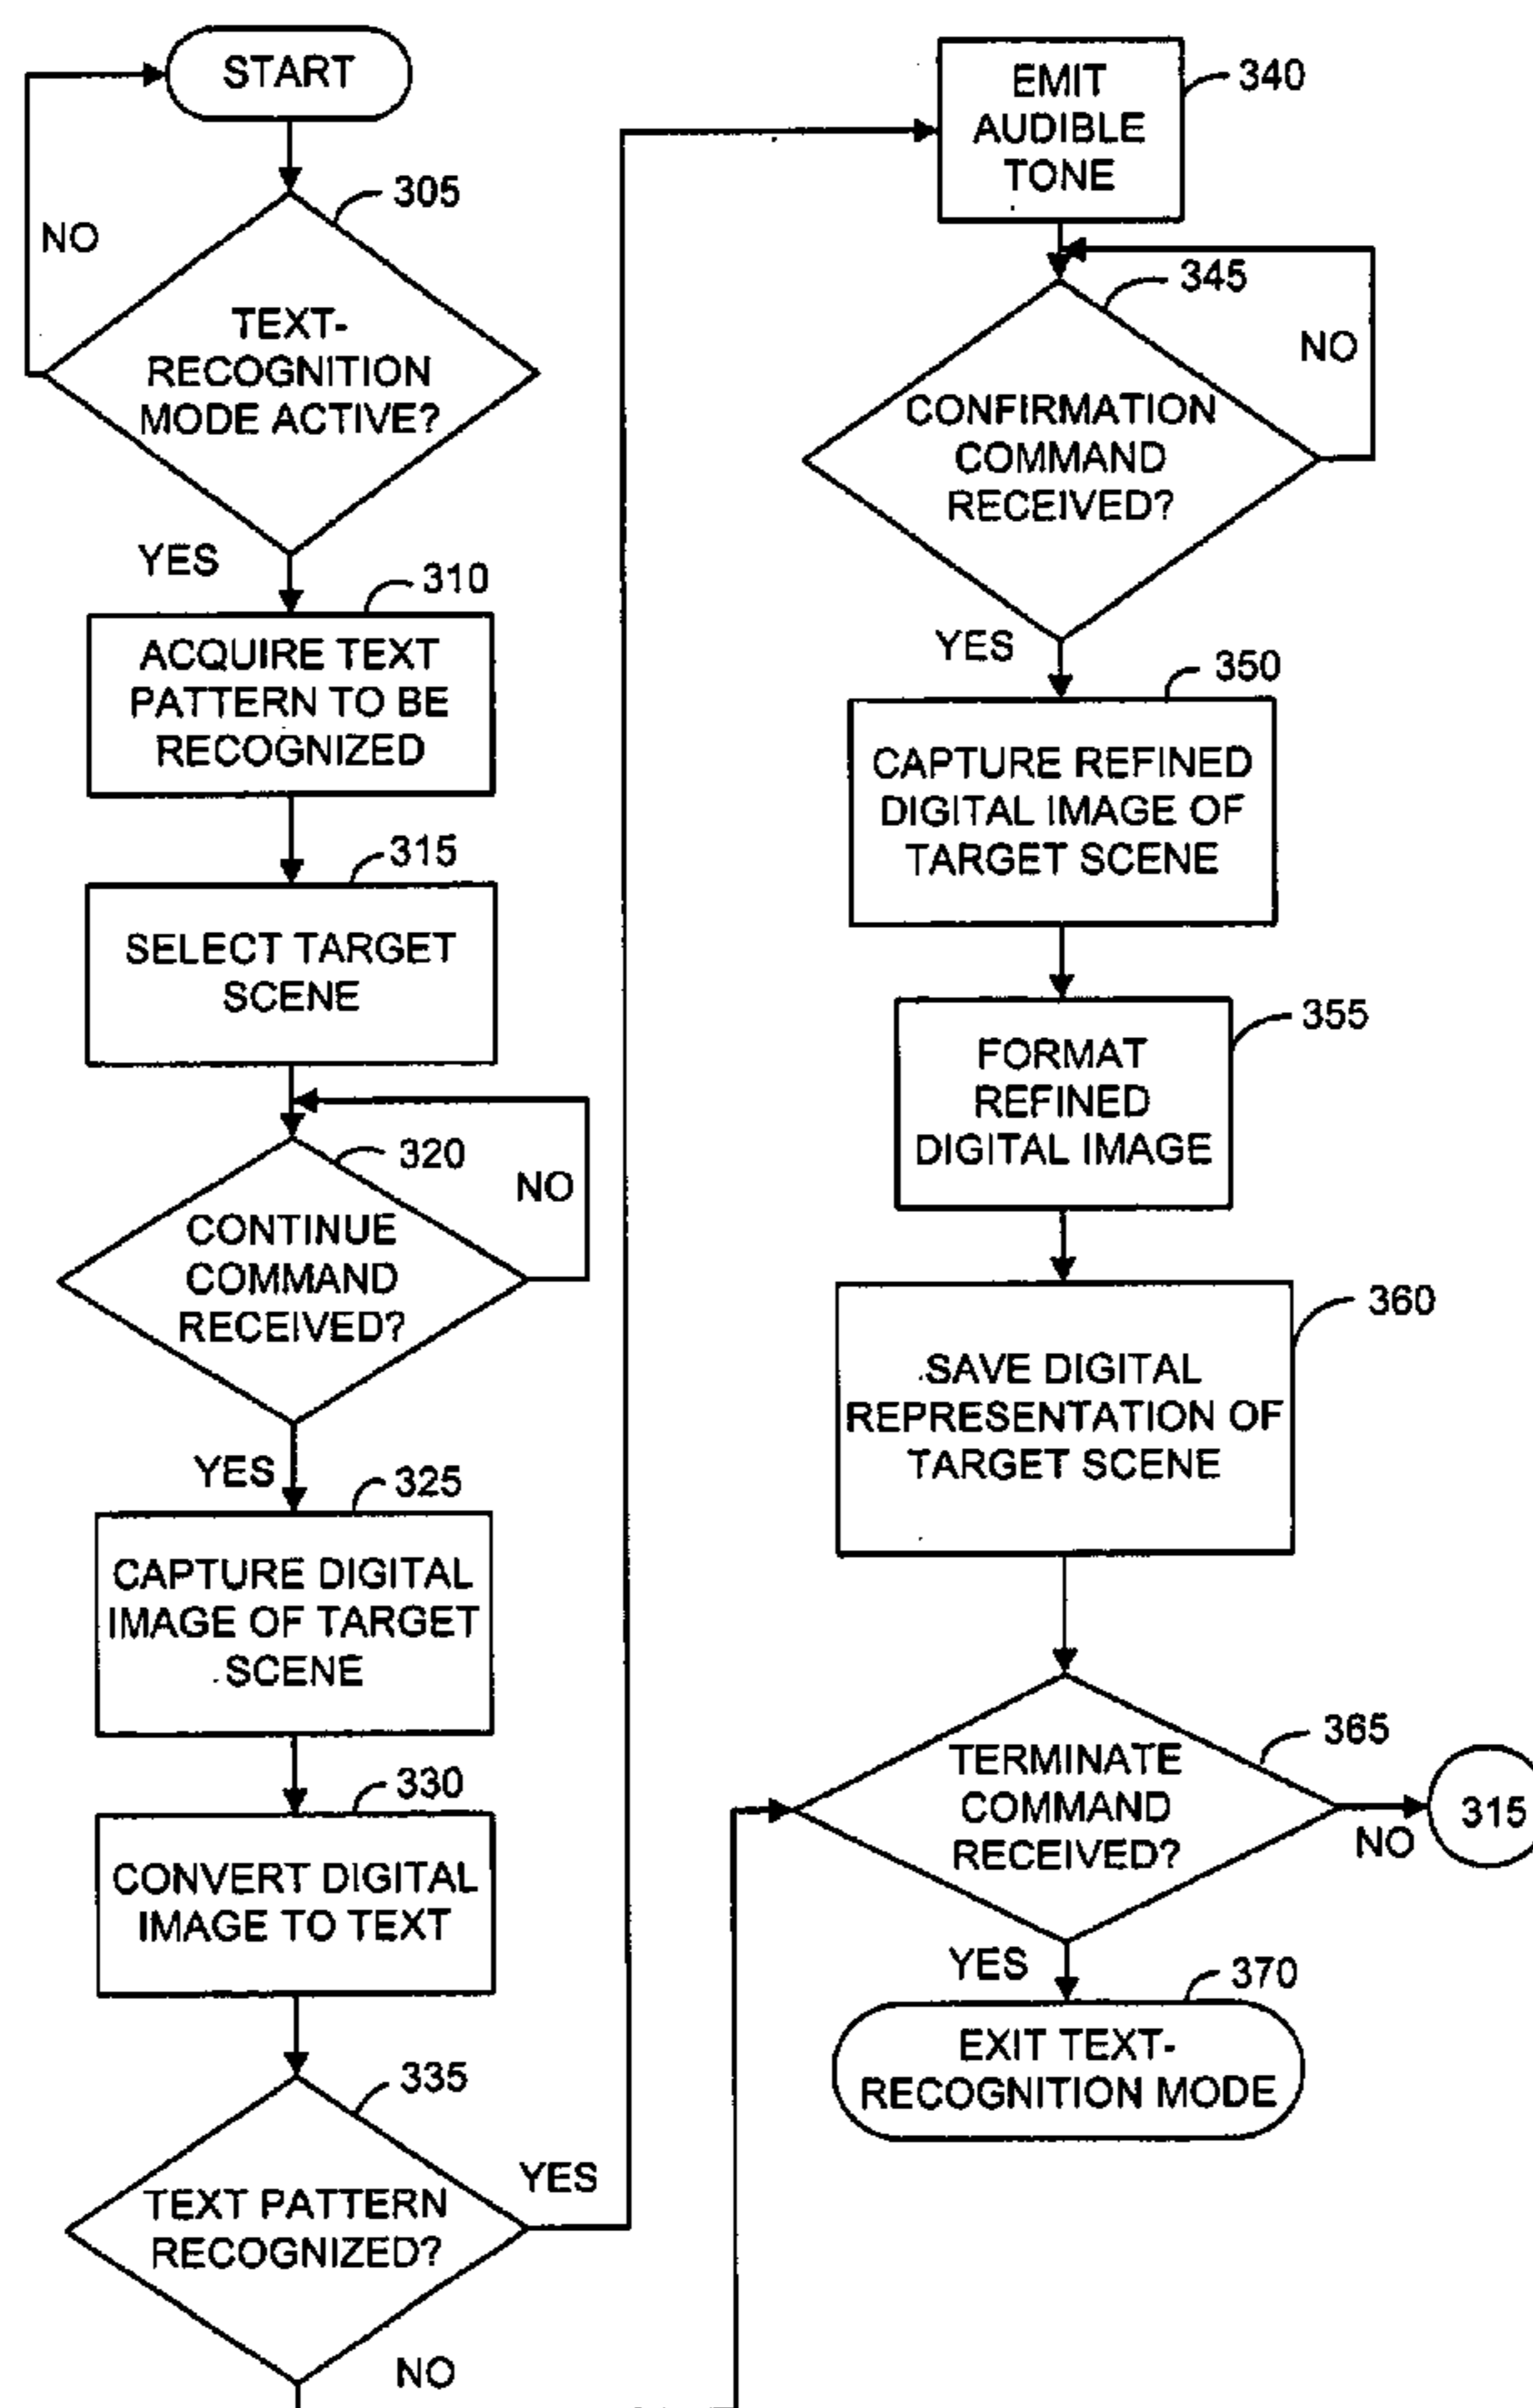 START
305
NO
TEXT-
RECOGNITION
MODE ACTIVE?
YES
310
ACQUIRE TEXT
PATTERN TO BE
RECOGNIZED
315
SELECT TARGET
SCENE
320
NO
CONTINUE
COMMAND
RECEIVED?
YES
325
CAPTURE DIGITAL
IMAGE OF TARGET
SCENE
330
CONVERT DIGITAL
IMAGE TO TEXT
335
YES
TEXT PATTERN
RECOGNIZED?
NO
340
EMIT
AUDIBLE
TONE
345
NO
CONFIRMATION
COMMAND
RECEIVED?
YES
350
CAPTURE REFINED
DIGITAL IMAGE OF
TARGET SCENE
355
FORMAT
REFINED
DIGITAL IMAGE
360
SAVE DIGITAL
REPRESENTATION OF
TARGET SCENE
365
TERMINATE
COMMAND
RECEIVED?
NO
315
YES
370
EXIT TEXT-
RECOGNITION MODE